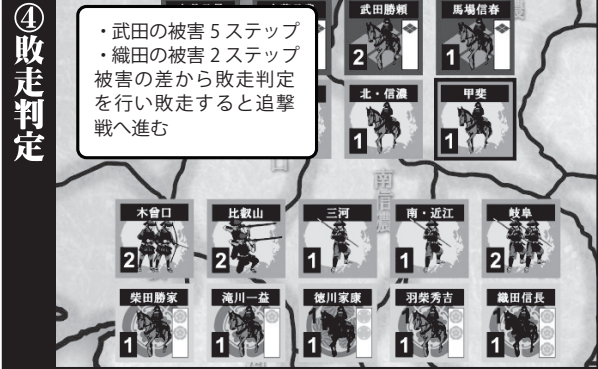 ④敗走判定
・武田の被害5ステップ
・織田の被害2ステップ
被害の差から敗走判定
を行い敗走すると追撃
戦へ進む
武田勝頼
2
馬場信春
1
北・信濃
1
甲斐
1
南信濃
木曾口
2
比叡山
2
三河
1
南・近江
1
岐阜
2
柴田勝家
1
滝川一益
1
徳川家康
1
羽柴秀吉
1
織田信長
1